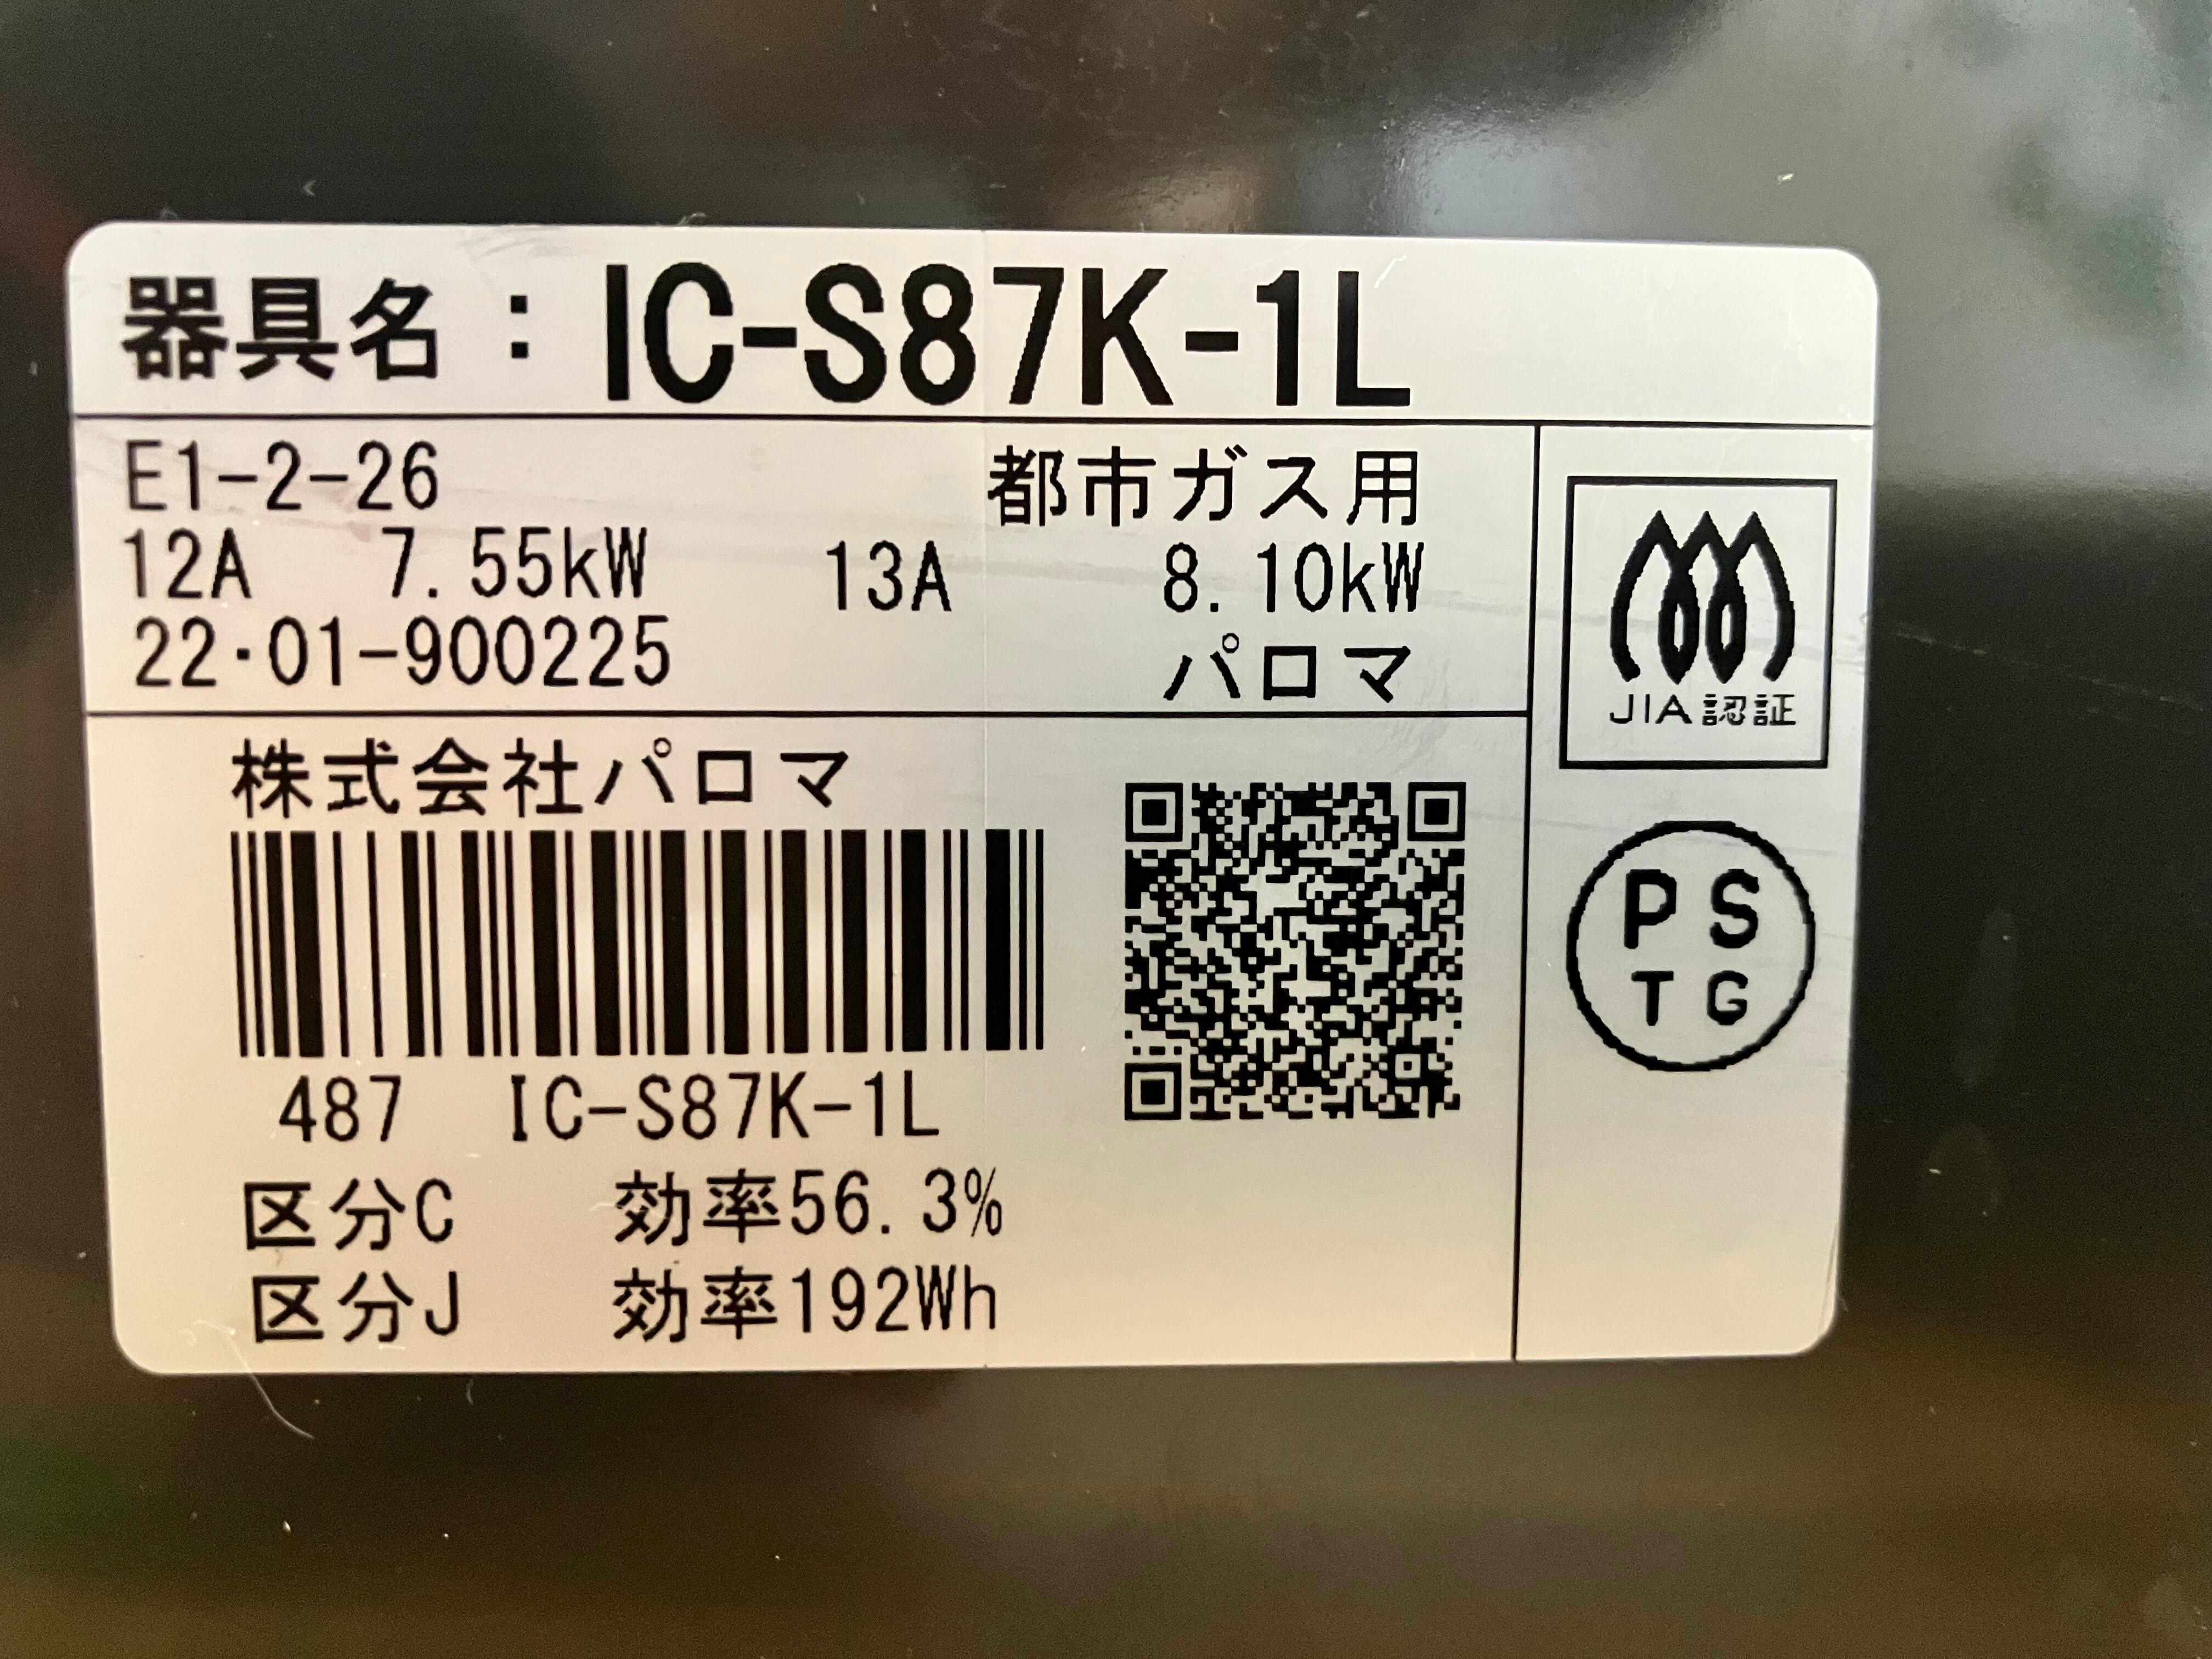 器具名：IC-S87K-1L
E1-2-26 都市ガス用
12A 7.55kW 13A 8.10kW
22・01-900225 パロマ
JIA認証
株式会社パロマ
PS
TG
487 IC-S87K-1L
区分C 効率56.3%
区分J 効率192Wh